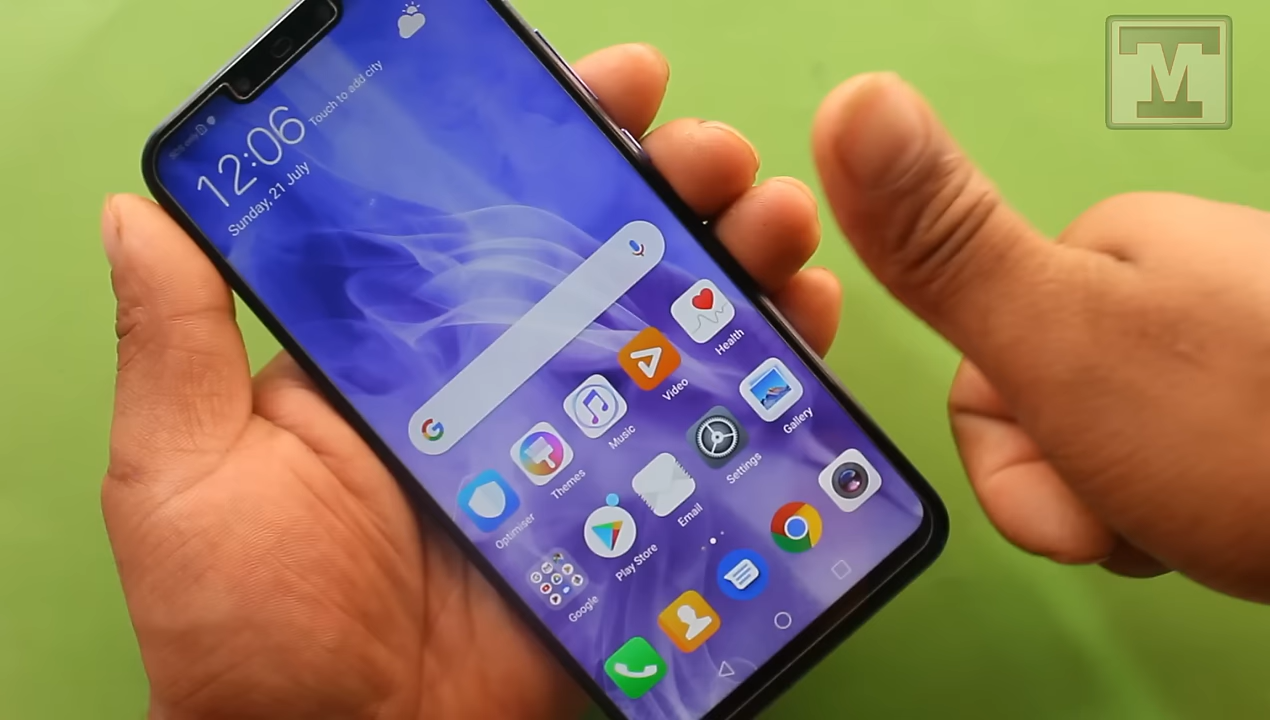 TM
12:06
Touch to add city
Sunday, 21 July
Optimiser
Themes
Music
Video
Health
Google
Play Store
Email
Settings
Gallery